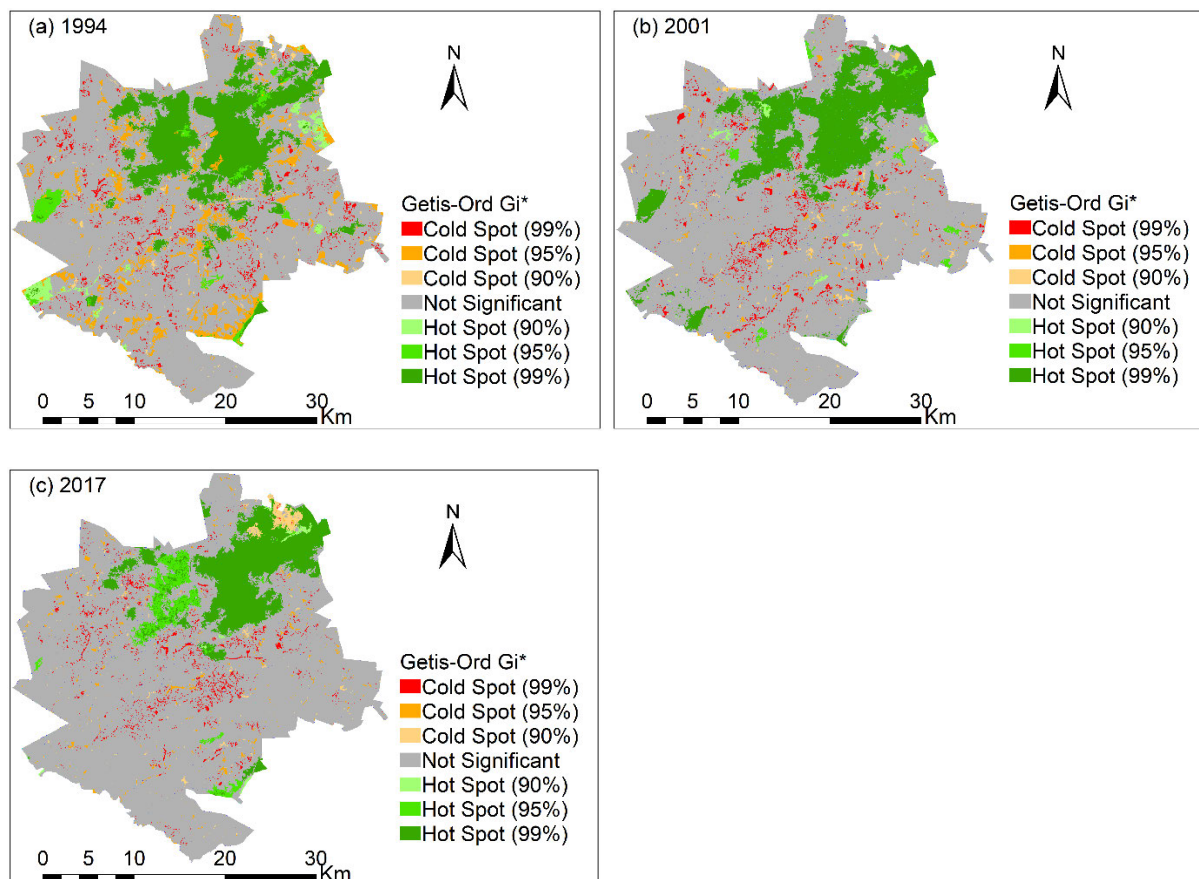 (a) 1994
N
Getis-Ord Gi*
Cold Spot (99%)
Cold Spot (95%)
Cold Spot (90%)
Not Significant
Hot Spot (90%)
Hot Spot (95%)
Hot Spot (99%)
0 5 10 20 30
Km
(b) 2001
N
Getis-Ord Gi*
Cold Spot (99%)
Cold Spot (95%)
Cold Spot (90%)
Not Significant
Hot Spot (90%)
Hot Spot (95%)
Hot Spot (99%)
0 5 10 20 30
Km
(c) 2017
N
Getis-Ord Gi*
Cold Spot (99%)
Cold Spot (95%)
Cold Spot (90%)
Not Significant
Hot Spot (90%)
Hot Spot (95%)
Hot Spot (99%)
0 5 10 20 30
Km